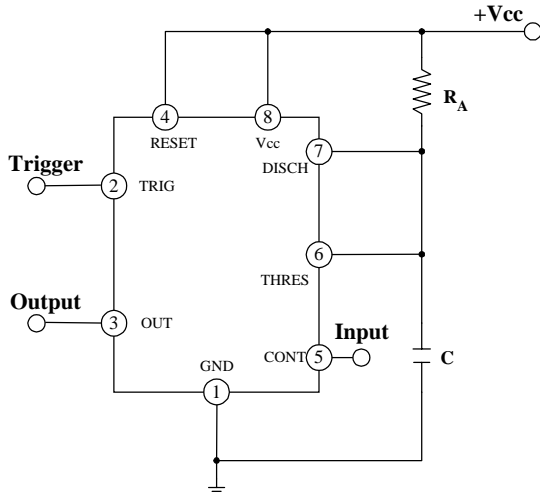 +Vcc
R_A
4
8
RESET
Vcc
7
DISCH
Trigger
2
TRIG
6
THRES
Output
3
OUT
Input
CONT
5
C
GND
1